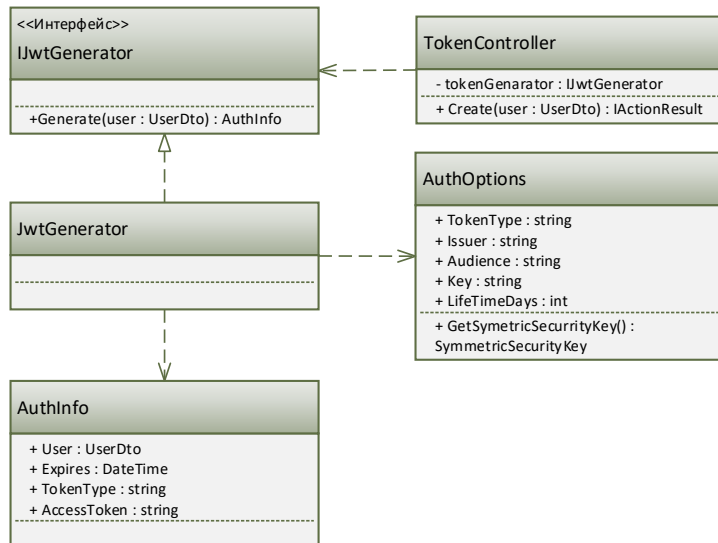 <<Интерфейс>>
IJwtGenerator
+Generate(user : UserDto) : AuthInfo
TokenController
- tokenGenarator : IJwtGenerator
+ Create(user : UserDto) : IActionResult
JwtGenerator
AuthOptions
+ TokenType : string
+ Issuer : string
+ Audience : string
+ Key : string
+ LifeTimeDays : int
+ GetSymetricSecurrityKey() :
SymmetricSecurityKey
AuthInfo
+ User : UserDto
+ Expires : DateTime
+ TokenType : string
+ AccessToken : string